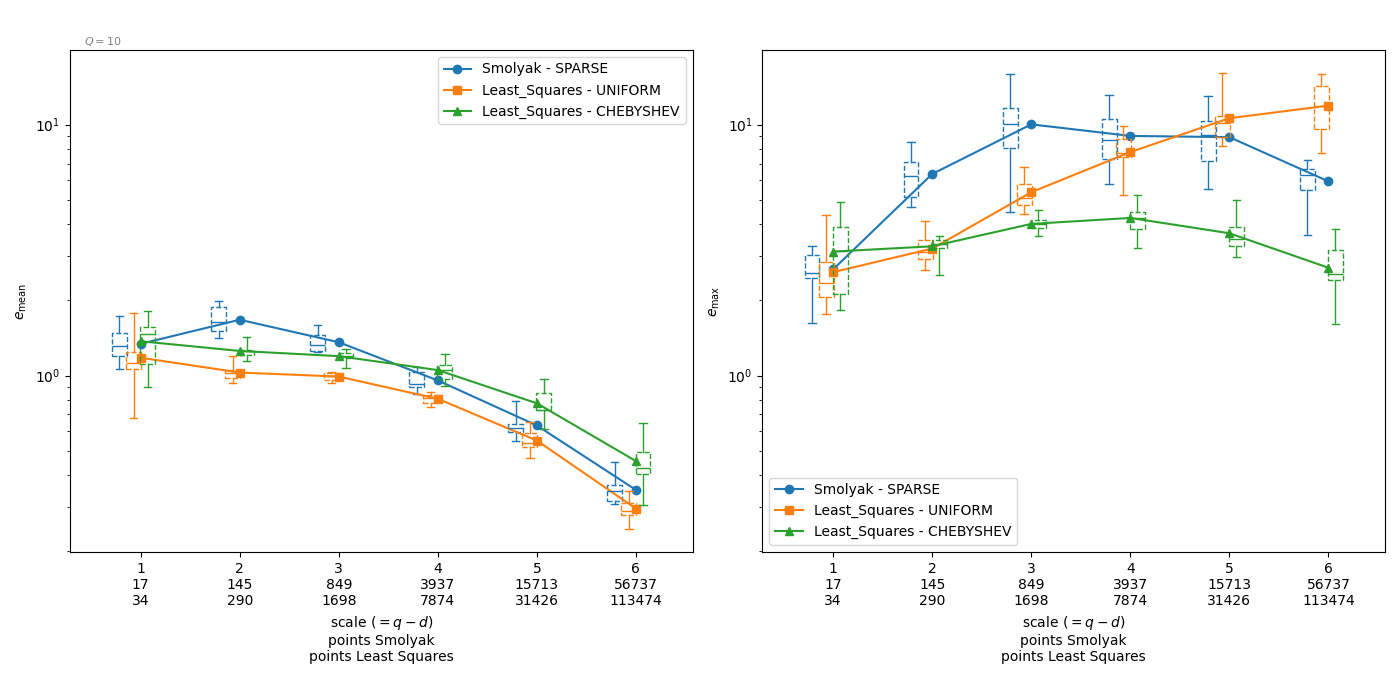 Q = 10
Smolyak - SPARSE
Least_Squares - UNIFORM
Least_Squares - CHEBYSHEV
10¹
10⁰
e_mean
1 2 3 4 5 6
17 145 849 3937 15713 56737
34 290 1698 7874 31426 113474
scale (= q − d)
points Smolyak
points Least Squares
10¹
10⁰
e_max
Smolyak - SPARSE
Least_Squares - UNIFORM
Least_Squares - CHEBYSHEV
1 2 3 4 5 6
17 145 849 3937 15713 56737
34 290 1698 7874 31426 113474
scale (= q − d)
points Smolyak
points Least Squares